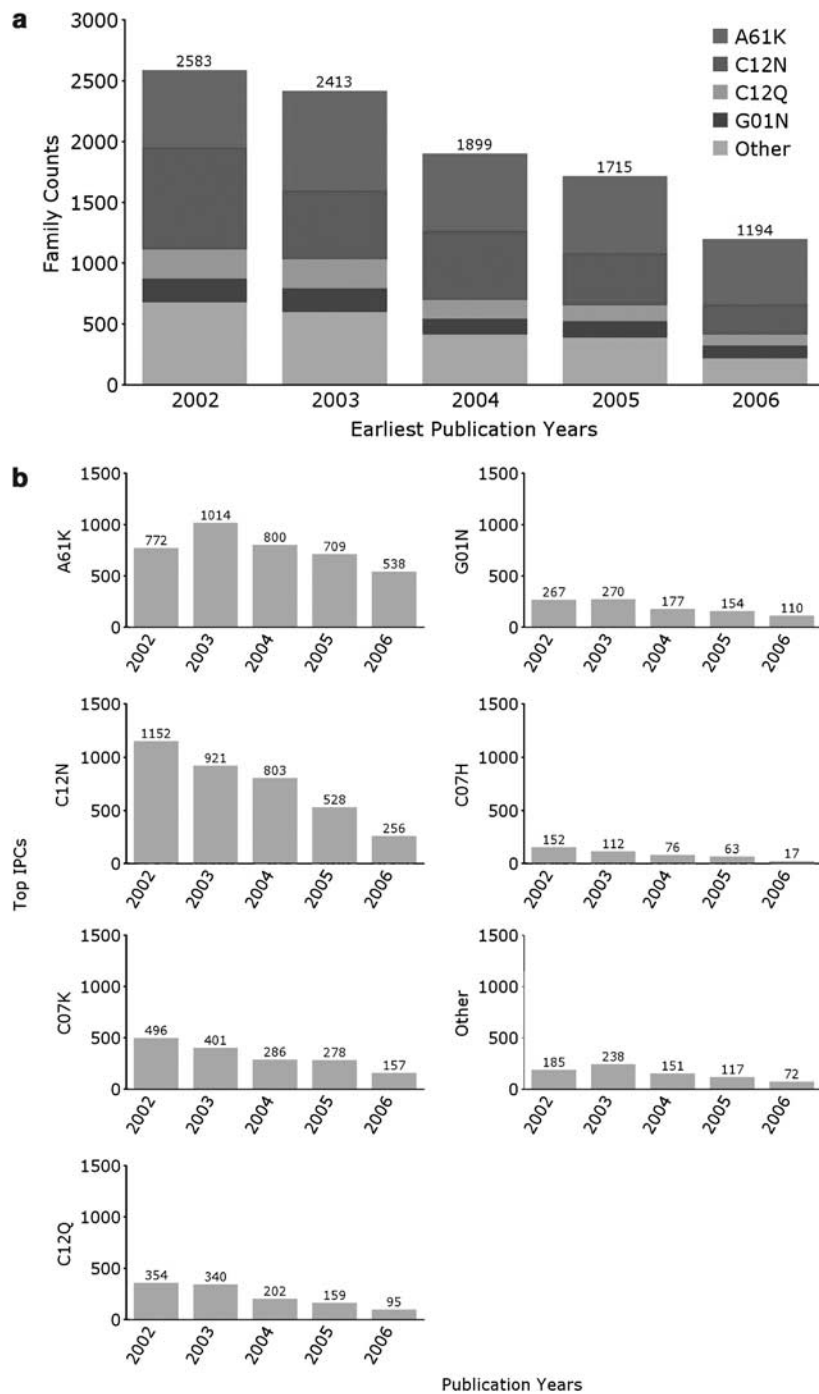 a
3000
2500
2000
1500
1000
500
0
Family Counts
2583
2413
1899
1715
1194
A61K
C12N
C12Q
G01N
Other
2002 2003 2004 2005 2006
Earliest Publication Years
b
Top IPCs
A61K
1500
1000
500
0
772 1014 800 709 538
2002 2003 2004 2005 2006
G01N
1500
1000
500
0
267 270 177 154 110
2002 2003 2004 2005 2006
C12N
1500
1000
500
0
1152 921 803 528 256
2002 2003 2004 2005 2006
C07H
1500
1000
500
0
152 112 76 63 17
2002 2003 2004 2005 2006
C07K
1500
1000
500
0
496 401 286 278 157
2002 2003 2004 2005 2006
Other
1500
1000
500
0
185 238 151 117 72
2002 2003 2004 2005 2006
C12Q
1500
1000
500
0
354 340 202 159 95
2002 2003 2004 2005 2006
Publication Years